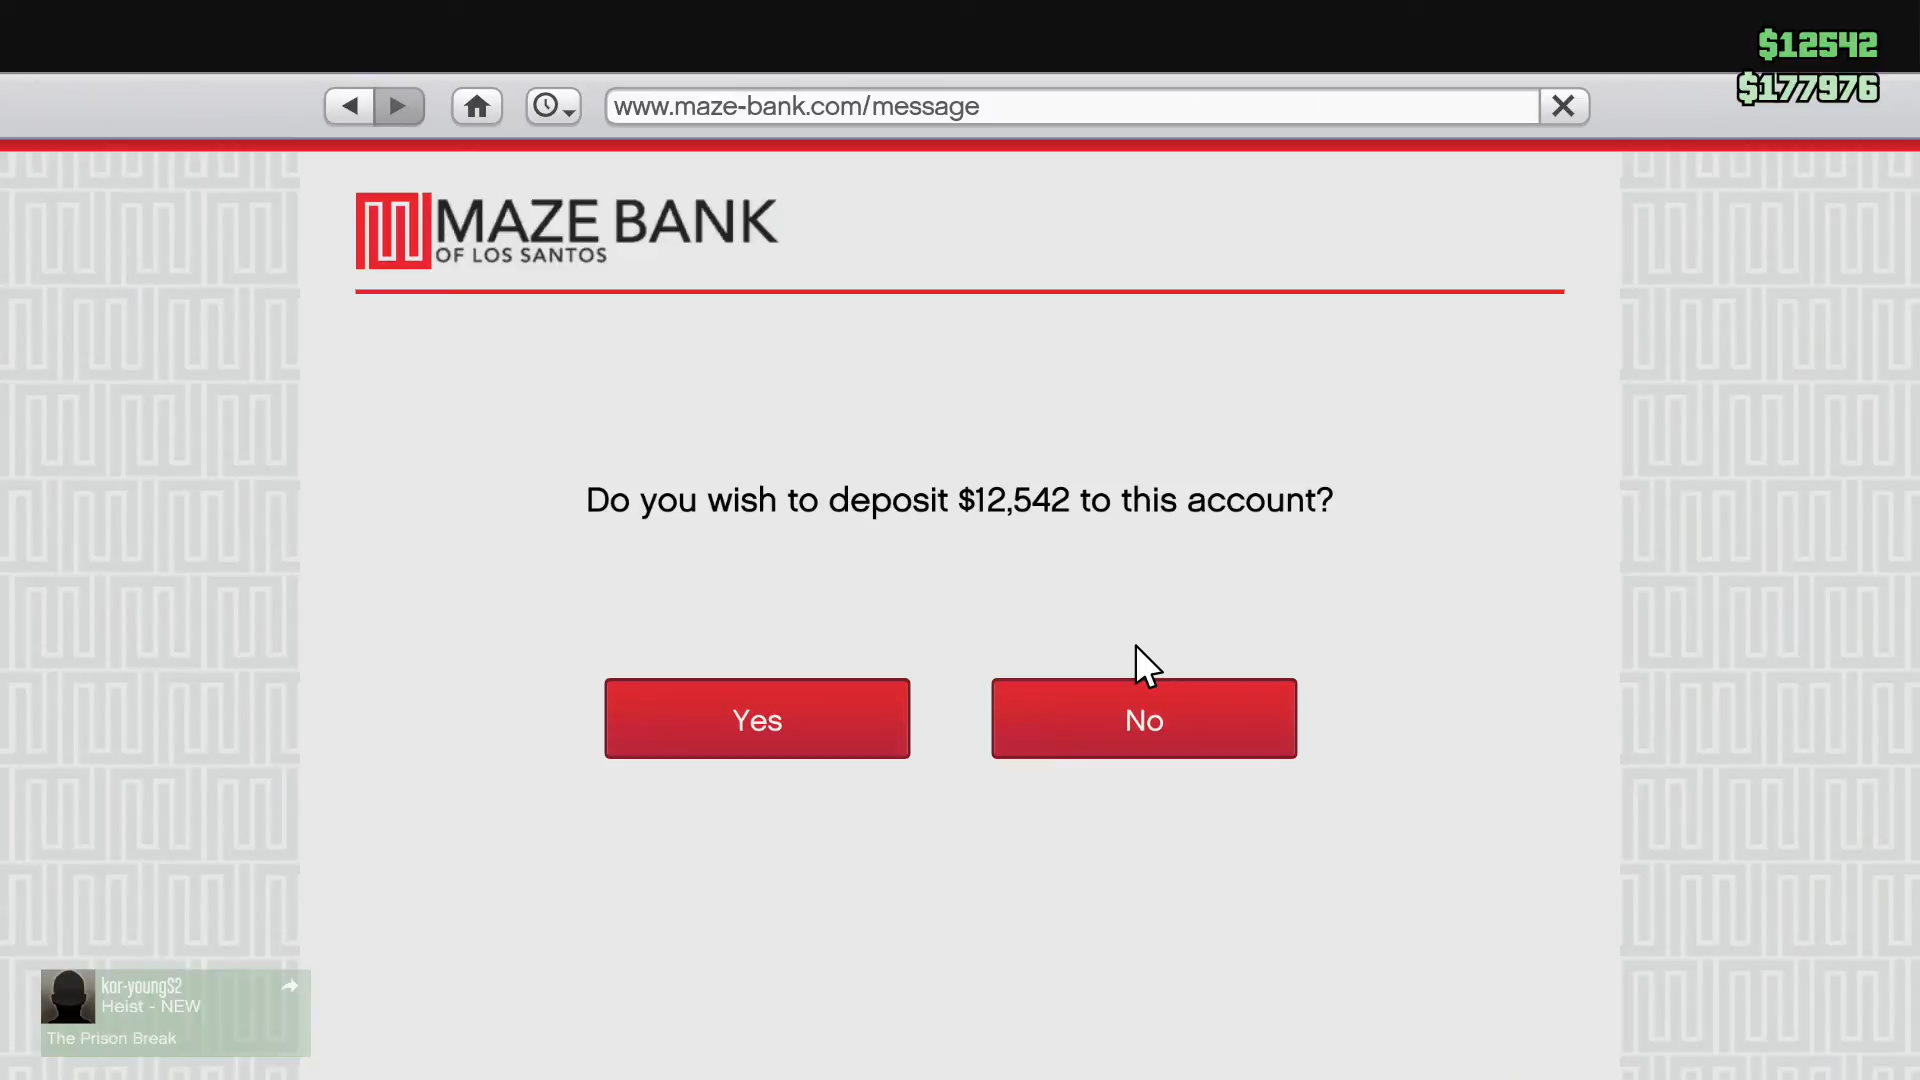 $12542
$177976
www.maze-bank.com/message
MAZE BANK
OF LOS SANTOS
Do you wish to deposit $12,542 to this account?
Yes
No
kor-youngS2
Heist - NEW
The Prison Break